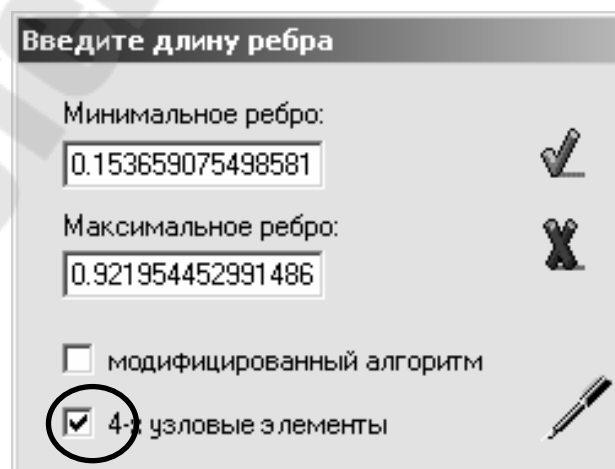 Введите длину ребра
Минимальное ребро:
0.153659075498581
Максимальное ребро:
0.921954452991486
модифицированный алгоритм
4-х узловые элементы